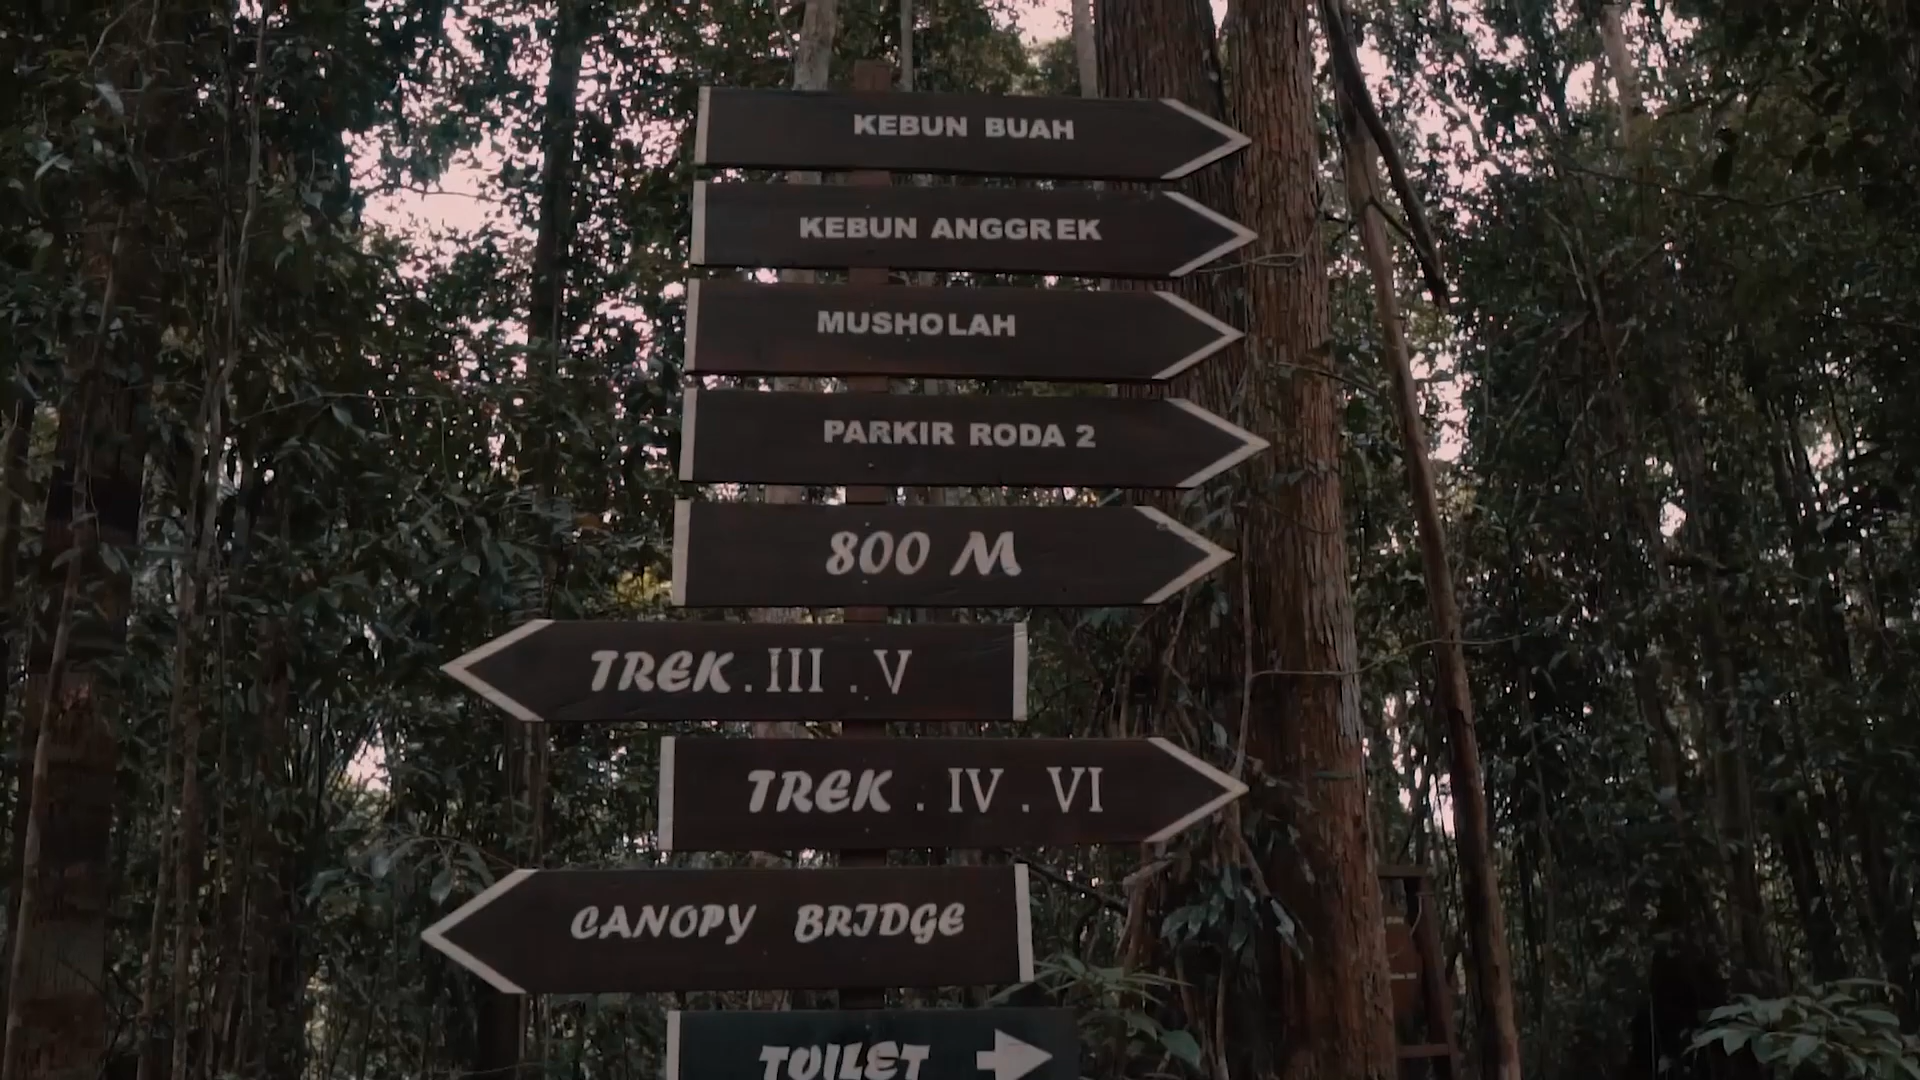 KEBUN BUAH
KEBUN ANGGREK
MUSHOLAH
PARKIR RODA 2
800 M
TREK . III . V
TREK . IV . VI
CANOPY BRIDGE
TOILET